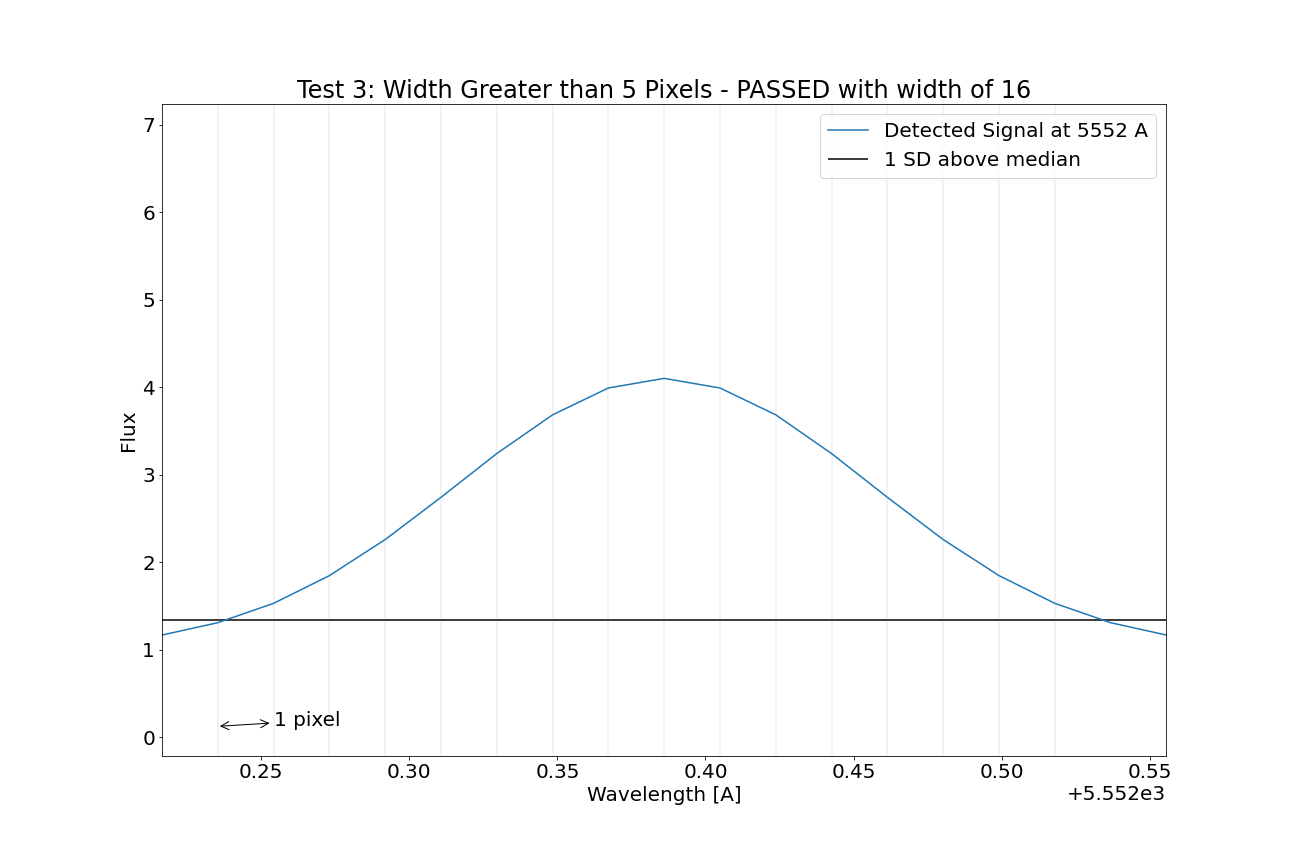 Test 3: Width Greater than 5 Pixels - PASSED with width of 16
Detected Signal at 5552 A
1 SD above median
7
6
5
4
3
2
1
0
Flux
1 pixel
0.25 0.30 0.35 0.40 0.45 0.50 0.55
Wavelength [A]
+5.552e3